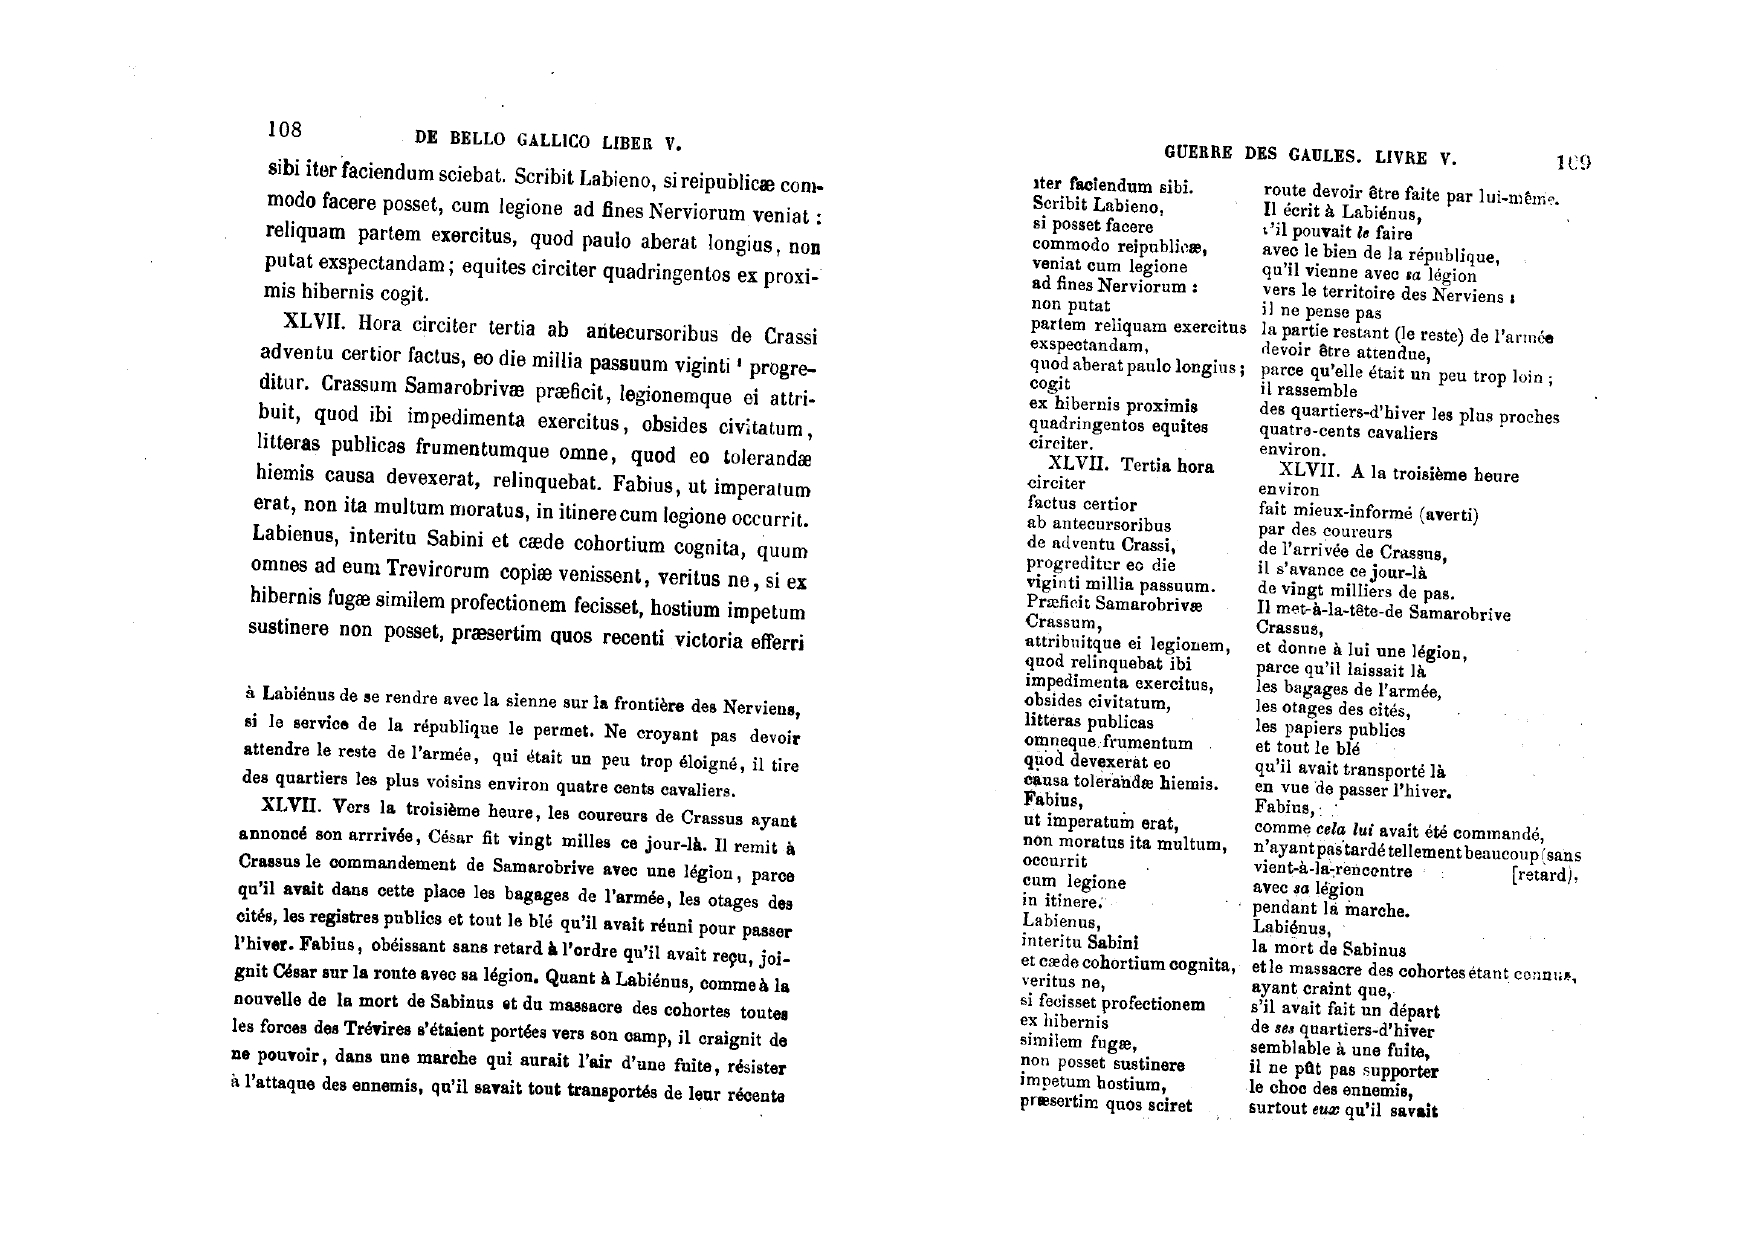 108
DE BELLO GALLICO LIBER V.
sibi iter faciendum sciebat. Scribit Labieno, si reipublicæ com-
modo facere posset, cum legione ad fines Nerviorum veniat :
reliquam partem exercitus, quod paulo aberat longius, non
putat exspectandam ; equites circiter quadringentos ex proxi-
mis hibernis cogit.
XLVII. Hora circiter tertia ab antecursoribus de Crassi
adventu certior factus, eo die millia passuum viginti ¹ progre-
ditur. Crassum Samarobrivæ præficit, legionemque ei attri-
buit, quod ibi impedimenta exercitus, obsides civitatum,
litteras publicas frumentumque omne, quod eo tolerandæ
hiemis causa devexerat, relinquebat. Fabius, ut imperatum
erat, non ita multum moratus, in itinere cum legione occurrit.
Labienus, interitu Sabini et cæde cohortium cognita, quum
omnes ad eum Trevirorum copiæ venissent, veritus ne, si ex
hibernis fugæ similem profectionem fecisset, hostium impetum
sustinere non posset, præsertim quos recenti victoria efferri
à Labiénus de se rendre avec la sienne sur la frontière des Nerviens,
si le service de la république le permet. Ne croyant pas devoir
attendre le reste de l'armée, qui était un peu trop éloigné, il tire
des quartiers les plus voisins environ quatre cents cavaliers.
XLVII. Vers la troisième heure, les coureurs de Crassus ayant
annoncé son arrrivée, César fit vingt milles ce jour-là. Il remit à
Crassus le commandement de Samarobrive avec une légion, parce
qu'il avait dans cette place les bagages de l'armée, les otages des
cités, les registres publics et tout le blé qu'il avait réuni pour passer
l'hiver. Fabius, obéissant sans retard à l'ordre qu'il avait reçu, joi-
gnit César sur la route avec sa légion. Quant à Labiénus, comme à la
nouvelle de la mort de Sabinus et du massacre des cohortes toutes
les forces des Trévires s'étaient portées vers son camp, il craignit de
ne pouvoir, dans une marche qui aurait l'air d'une fuite, résister
à l'attaque des ennemis, qu'il savait tout transportés de leur récente
GUERRE DES GAULES. LIVRE V.
109
iter faciendum sibi.
Scribit Labieno,
si posset facere
commodo reipublicæ,
veniat cum legione
ad fines Nerviorum :
non putat
partem reliquam exercitus
exspectandam,
quod aberat paulo longius ;
cogit
ex hibernis proximis
quadringentos equites
circiter.
XLVII. Tertia hora
circiter
factus certior
ab antecursoribus
de adventu Crassi,
progreditur eo die
viginti millia passuum.
Præficit Samarobrivæ
Crassum,
attribuitque ei legionem,
quod relinquebat ibi
impedimenta exercitus,
obsides civitatum,
litteras publicas
omneque frumentum
quod devexerat eo
causa tolerandæ hiemis.
Fabius,
ut imperatum erat,
non moratus ita multum,
occurrit
cum legione
in itinere.
Labienus,
interitu Sabini
et cæde cohortium cognita,
veritus ne,
si fecisset profectionem
ex hibernis
similem fugæ,
non posset sustinere
impetum hostium,
præsertim quos sciret
route devoir être faite par lui-même.
Il écrit à Labiénus,
s'il pouvait le faire
avec le bien de la république,
qu'il vienne avec sa légion
vers le territoire des Nerviens :
il ne pense pas
la partie restant (le reste) de l'armée
devoir être attendue,
parce qu'elle était un peu trop loin ;
il rassemble
des quartiers-d'hiver les plus proches
quatre-cents cavaliers
environ.
XLVII. A la troisième heure
environ
fait mieux-informé (averti)
par des coureurs
de l'arrivée de Crassus,
il s'avance ce jour-là
de vingt milliers de pas.
Il met-à-la-tête-de Samarobrive
Crassus,
et donne à lui une légion,
parce qu'il laissait là
les bagages de l'armée,
les otages des cités,
les papiers publics
et tout le blé
qu'il avait transporté là
en vue de passer l'hiver.
Fabius,
comme cela lui avait été commandé,
n'ayant pas tardé tellement beaucoup (sans
vient-à-la-rencontre [retard),
avec sa légion
pendant la marche.
Labiénus,
la mort de Sabinus
et le massacre des cohortes étant connus,
ayant craint que,
s'il avait fait un départ
de ses quartiers-d'hiver
semblable à une fuite,
il ne pût pas supporter
le choc des ennemis,
surtout eux qu'il savait